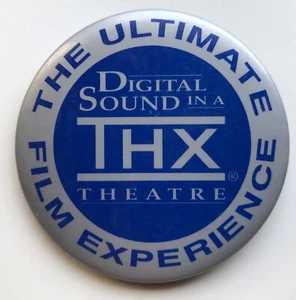 THE ULTIMATE
DIGITAL
SOUND IN A
THX
®
THEATRE
FILM EXPERIENCE